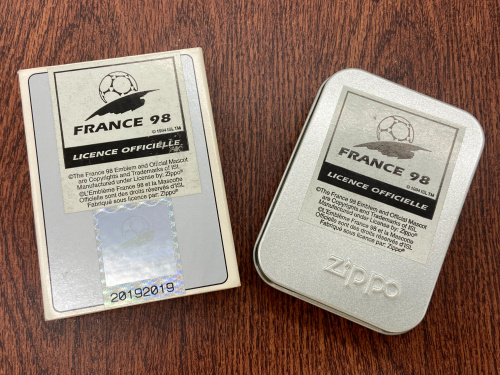 FRANCE 98
© 1994 ISL™
LICENCE OFFICIELLE
©The France 98 Emblem and Official Mascot
are Copyrights and Trademarks of ISL
Manufactured under License by: Zippo®
©L'Emblème France 98 et la Mascotte
Officielle sont des droits réservés d'ISL
Fabriqué sous licence par: Zippo®
20192019
FRANCE 98
© 1994 ISL™
LICENCE OFFICIELLE
©The France 98 Emblem and Official Mascot
are Copyrights and Trademarks of ISL
Manufactured under License by: Zippo®
©L'Emblème France 98 et la Mascotte
Officielle sont des droits réservés d'ISL
Fabriqué sous licence par: Zippo®
Zippo